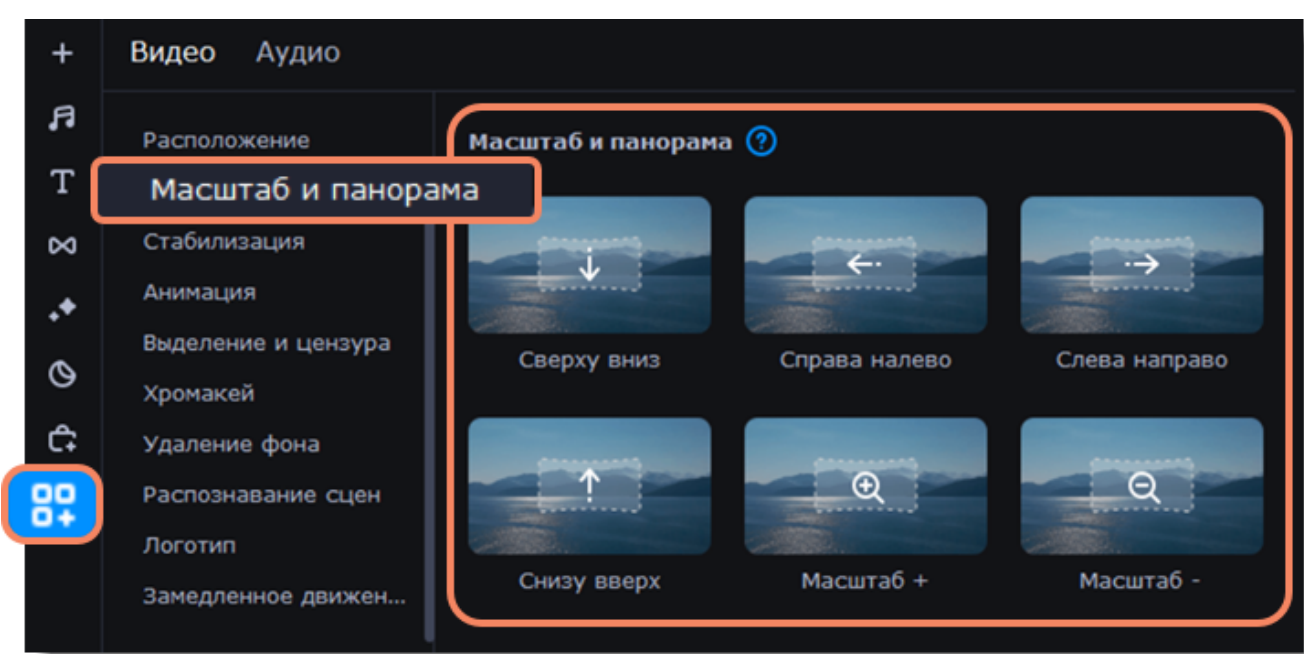 Видео Аудио
Расположение
Масштаб и панорама
Стабилизация
Анимация
Выделение и цензура
Хромакей
Удаление фона
Распознавание сцен
Логотип
Замедленное движен...
Масштаб и панорама ?
Сверху вниз Справа налево Слева направо
Снизу вверх Масштаб + Масштаб -